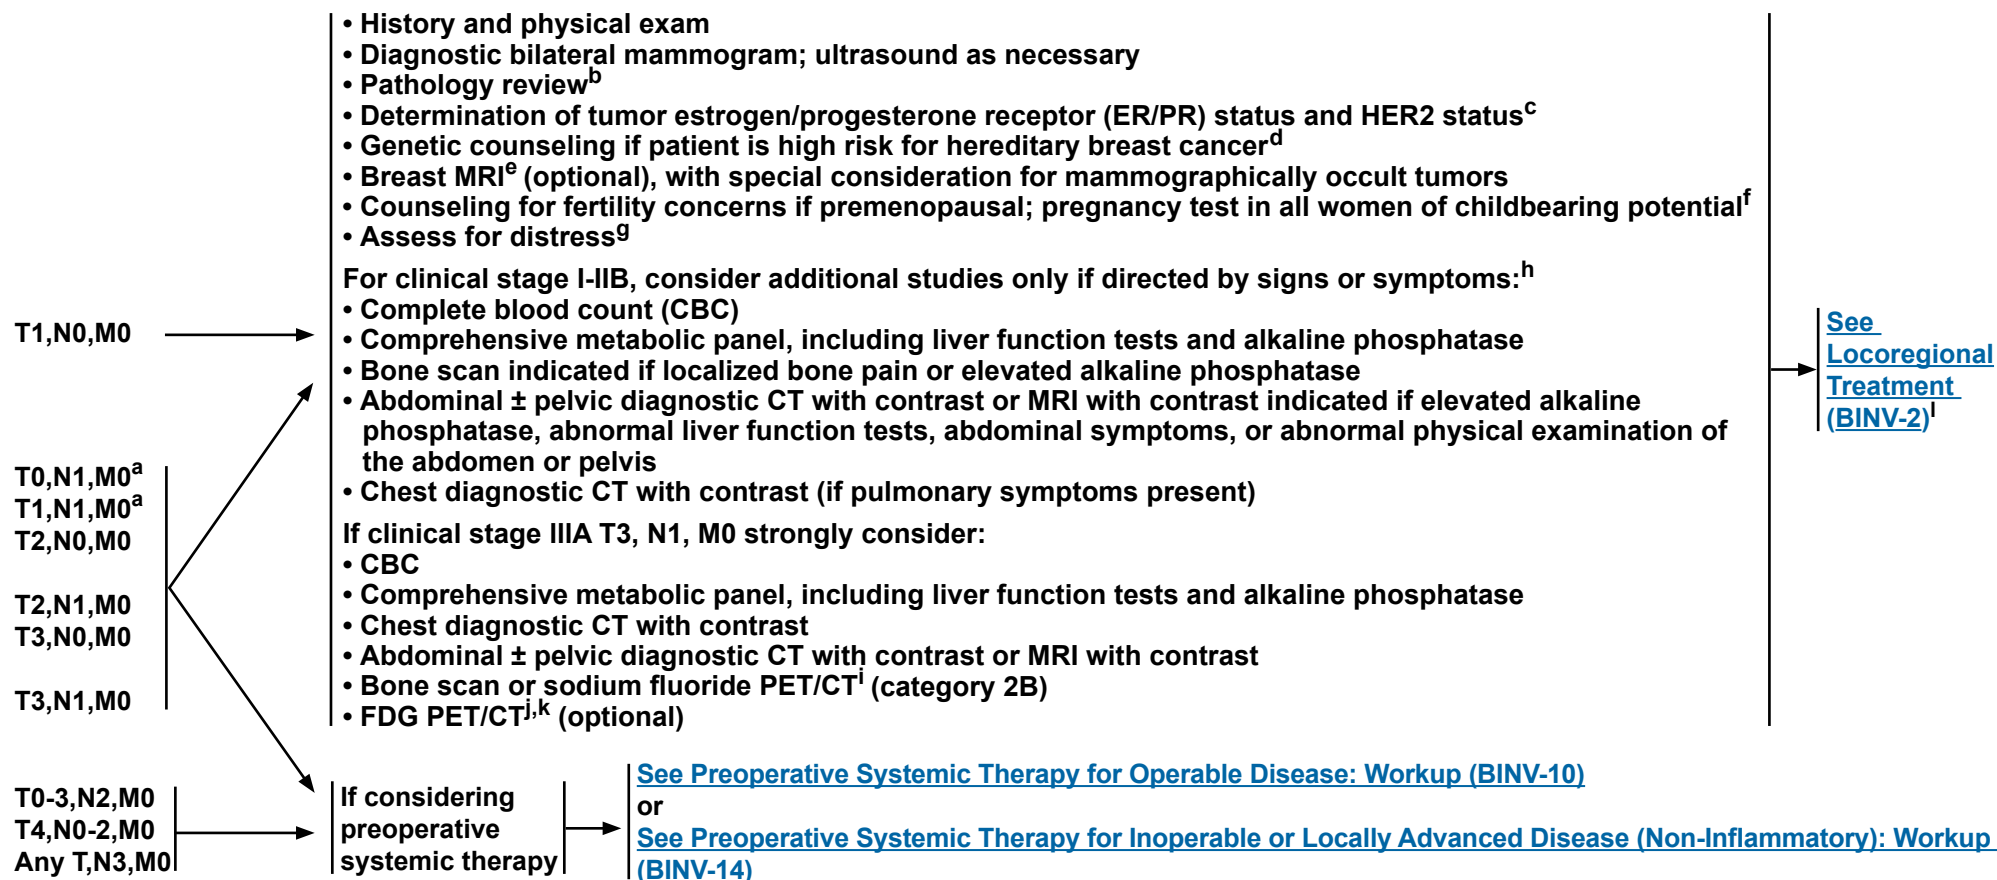 T1,N0,M0
T0,N1,M0a
T1,N1,M0a
T2,N0,M0
T2,N1,M0
T3,N0,M0
T3,N1,M0
• History and physical exam
• Diagnostic bilateral mammogram; ultrasound as necessary
• Pathology reviewb
• Determination of tumor estrogen/progesterone receptor (ER/PR) status and HER2 statusc
• Genetic counseling if patient is high risk for hereditary breast cancerd
• Breast MRIe (optional), with special consideration for mammographically occult tumors
• Counseling for fertility concerns if premenopausal; pregnancy test in all women of childbearing potentialf
• Assess for distressg
For clinical stage I-IIB, consider additional studies only if directed by signs or symptoms:h
• Complete blood count (CBC)
• Comprehensive metabolic panel, including liver function tests and alkaline phosphatase
• Bone scan indicated if localized bone pain or elevated alkaline phosphatase
• Abdominal ± pelvic diagnostic CT with contrast or MRI with contrast indicated if elevated alkaline
phosphatase, abnormal liver function tests, abdominal symptoms, or abnormal physical examination of
the abdomen or pelvis
• Chest diagnostic CT with contrast (if pulmonary symptoms present)
If clinical stage IIIA T3, N1, M0 strongly consider:
• CBC
• Comprehensive metabolic panel, including liver function tests and alkaline phosphatase
• Chest diagnostic CT with contrast
• Abdominal ± pelvic diagnostic CT with contrast or MRI with contrast
• Bone scan or sodium fluoride PET/CTi (category 2B)
• FDG PET/CTj,k (optional)
See
Locoregional
Treatment
(BINV-2)l
T0-3,N2,M0
T4,N0-2,M0
Any T,N3,M0
If considering
preoperative
systemic therapy
See Preoperative Systemic Therapy for Operable Disease: Workup (BINV-10)
or
See Preoperative Systemic Therapy for Inoperable or Locally Advanced Disease (Non-Inflammatory): Workup
(BINV-14)